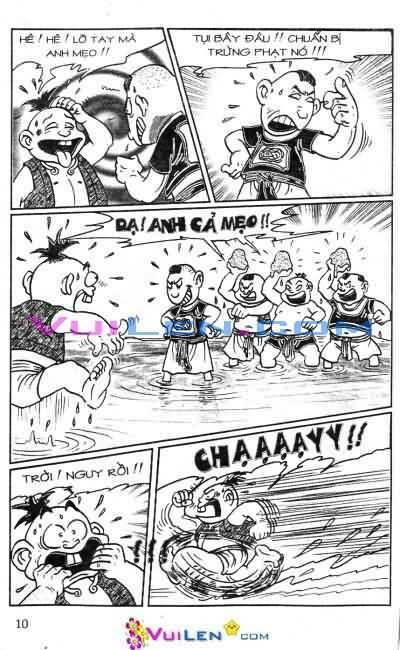 HÊ! HÊ! LỠ TAY MÀ
ANH MẸO!!
TỤI BÂY ĐÂU!! CHUẨN BỊ
TRỪNG PHẠT NÓ!!!
DẠ! ANH CẢ MẸO!!
VUILEN.COM
TRỜI! NGUY RỒI!!
CHẠAAAẠYY!!
10
VUILEN.COM